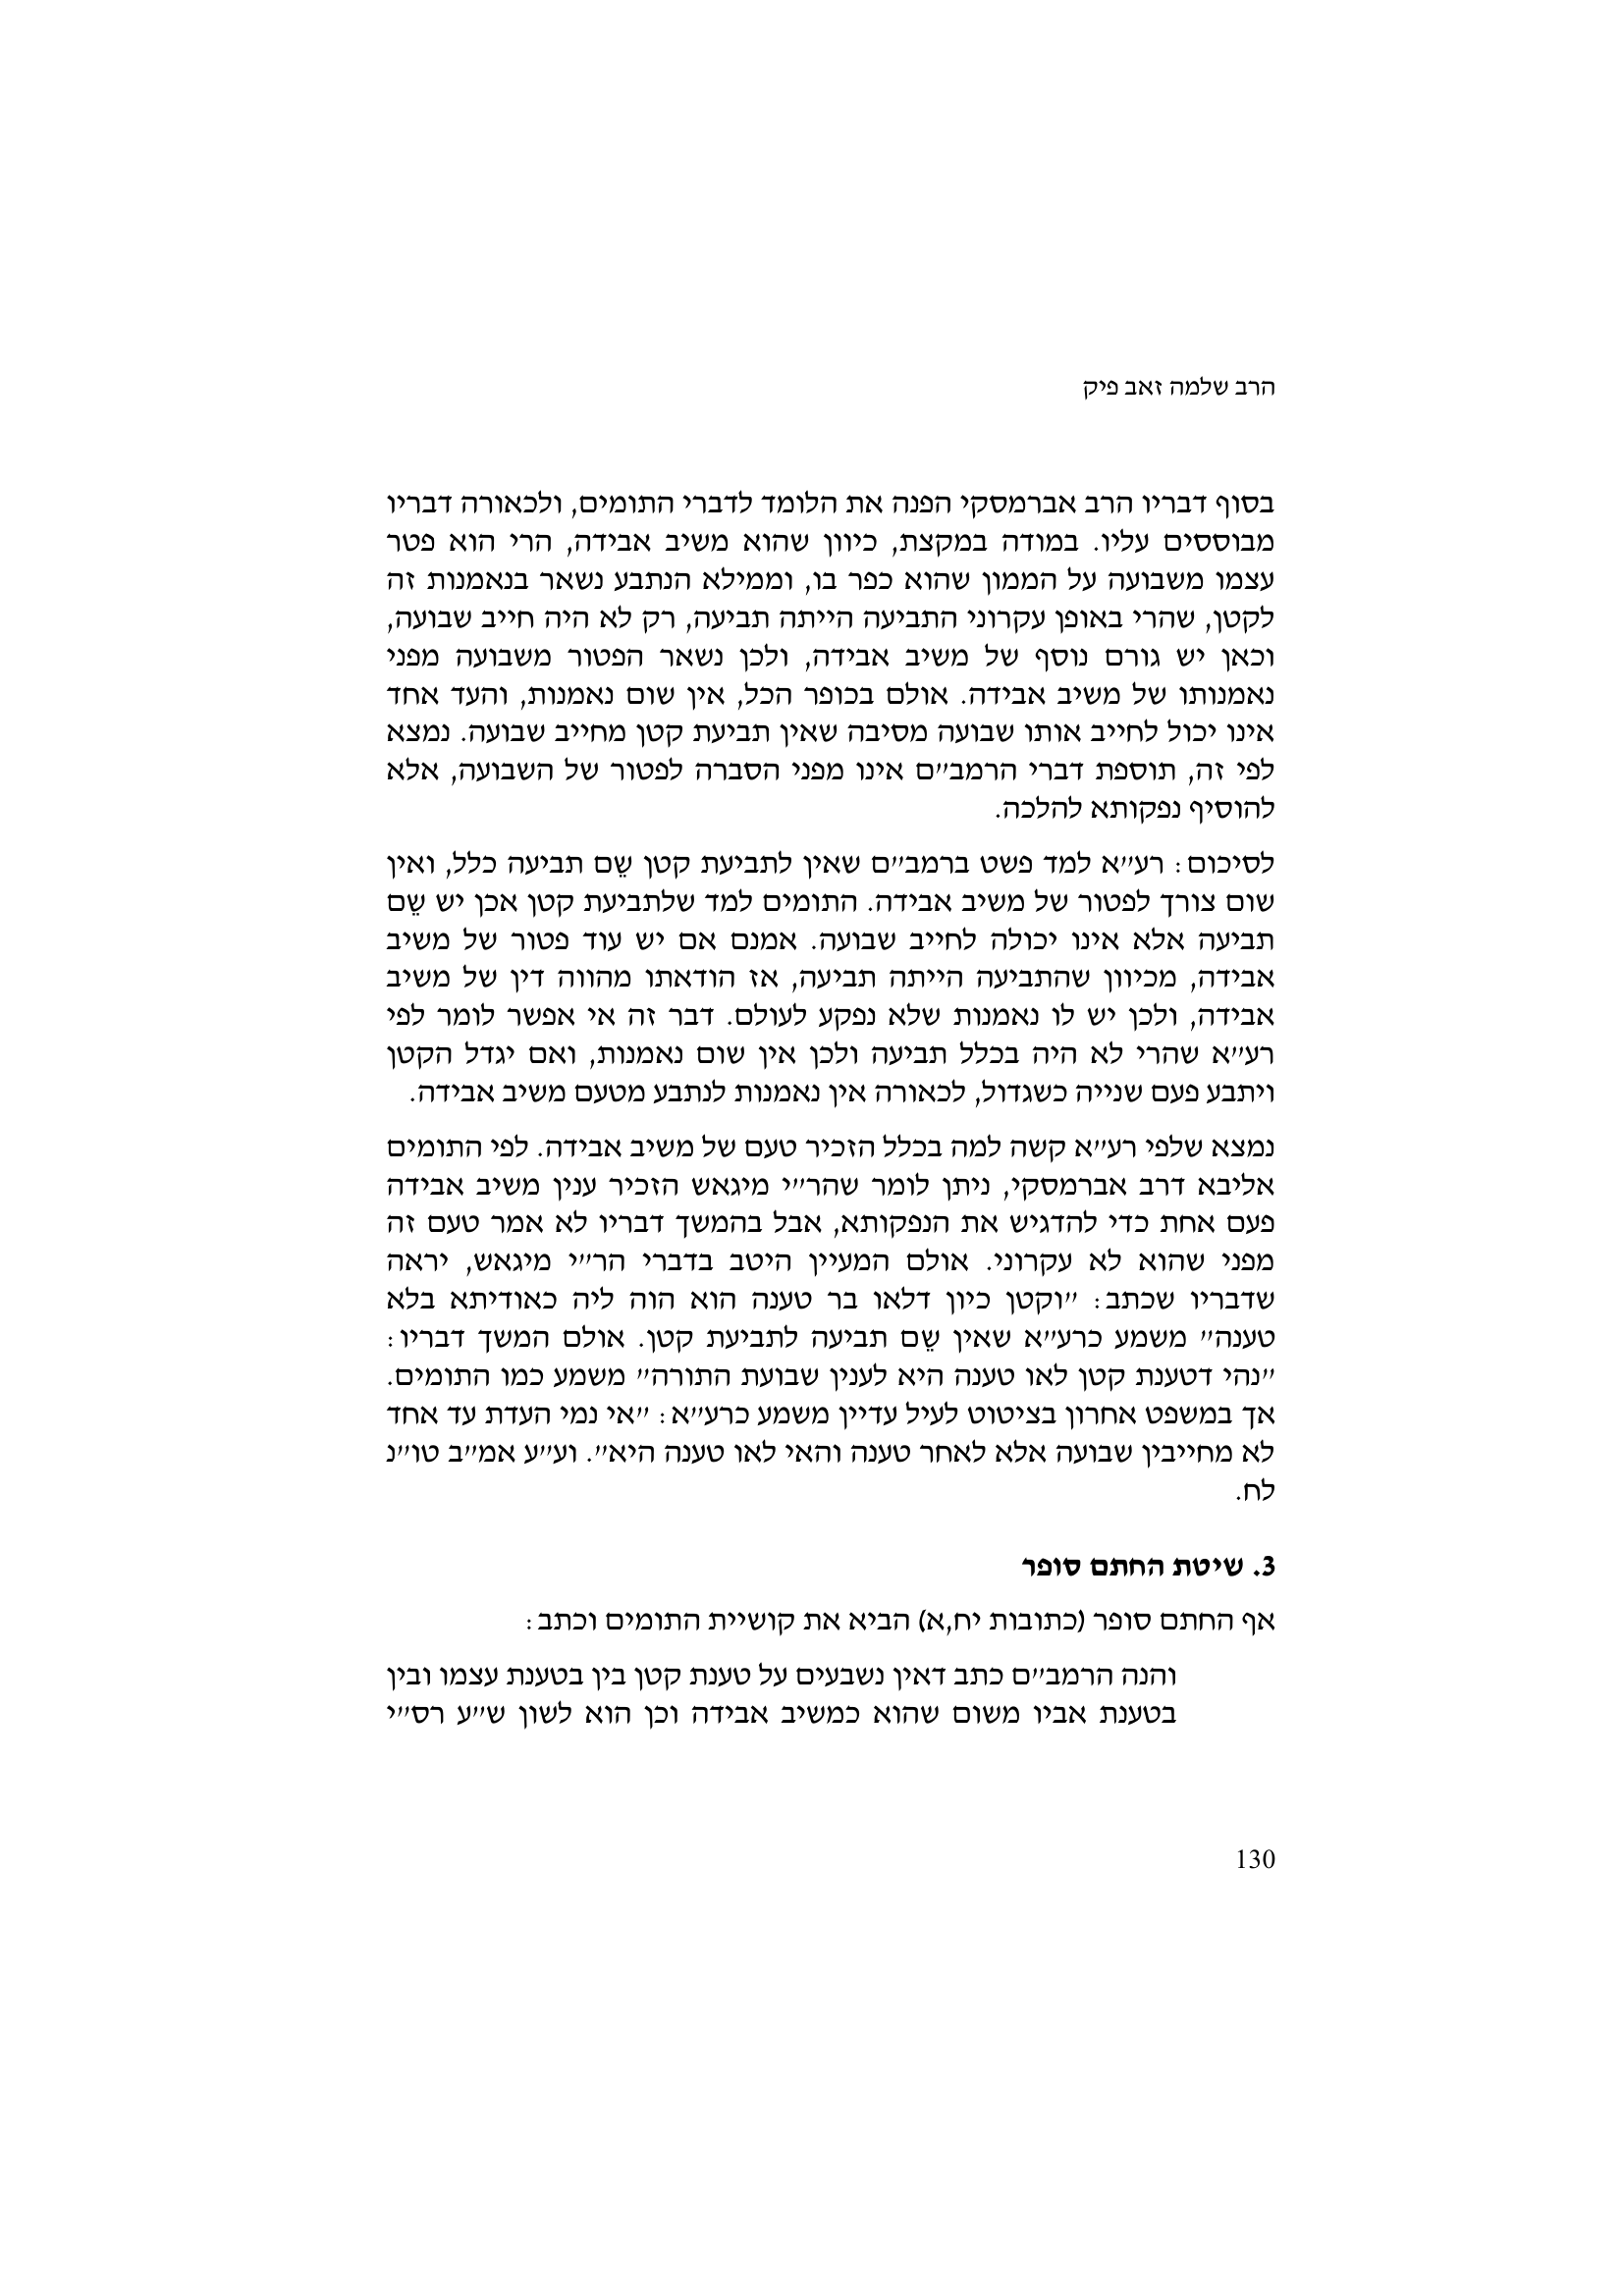 הרב שלמה זאב פיק
בסוף דבריו הרב אברמסקי הפנה את הלומד לדברי התומים, ולכאורה דבריו
מבוססים עליו. במודה במקצת, כיוון שהוא משיב אבידה, הרי הוא פטר
עצמו משבועה על הממון שהוא כפר בו, וממילא הנתבע נשאר בנאמנות זה
לקטן, שהרי באופן עקרוני התביעה הייתה תביעה, רק לא היה חייב שבועה,
וכאן יש גורם נוסף של משיב אבידה, ולכן נשאר הפטור משבועה מפני
נאמנותו של משיב אבידה. אולם בכופר הכל, אין שום נאמנות, והעד אחד
אינו יכול לחייב אותו שבועה מסיבה שאין תביעת קטן מחייב שבועה. נמצא
לפי זה, תוספת דברי הרמב״ם אינו מפני הסברה לפטור של השבועה, אלא
להוסיף נפקותא להלכה.
לסיכום: רע״א למד פשט ברמב״ם שאין לתביעת קטן שֵם תביעה כלל, ואין
שום צורך לפטור של משיב אבידה. התומים למד שלתביעת קטן אכן יש שֵם
תביעה אלא אינו יכולה לחייב שבועה. אמנם אם יש עוד פטור של משיב
אבידה, מכיוון שהתביעה הייתה תביעה, אז הודאתו מהווה דין של משיב
אבידה, ולכן יש לו נאמנות שלא נפקע לעולם. דבר זה אי אפשר לומר לפי
רע״א שהרי לא היה בכלל תביעה ולכן אין שום נאמנות, ואם יגדל הקטן
ויתבע פעם שנייה כשגדול, לכאורה אין נאמנות לנתבע מטעם משיב אבידה.
נמצא שלפי רע״א קשה למה בכלל הזכיר טעם של משיב אבידה. לפי התומים
אליבא דרב אברמסקי, ניתן לומר שהר״י מיגאש הזכיר ענין משיב אבידה
פעם אחת כדי להדגיש את הנפקותא, אבל בהמשך דבריו לא אמר טעם זה
מפני שהוא לא עקרוני. אולם המעיין היטב בדברי הר״י מיגאש, יראה
שדבריו שכתב: ״וקטן כיון דלאו בר טענה הוא הוה ליה כאודיתא בלא
טענה״ משמע כרע״א שאין שֵם תביעה לתביעת קטן. אולם המשך דבריו:
״נהי דטענת קטן לאו טענה היא לענין שבועת התורה״ משמע כמו התומים.
אך במשפט אחרון בציטוט לעיל עדיין משמע כרע״א: ״אי נמי העדת עד אחד
לא מחייבין שבועה אלא לאחר טענה והאי לאו טענה היא״. וע״ע אמ״ב טו״נ
לח.
3. שיטת החתם סופר
אף החתם סופר (כתובות יח,א) הביא את קושיית התומים וכתב:
והנה הרמב״ם כתב דאין נשבעים על טענת קטן בין בטענת עצמו ובין
בטענת אביו משום שהוא כמשיב אבידה וכן הוא לשון ש״ע רס״י
130